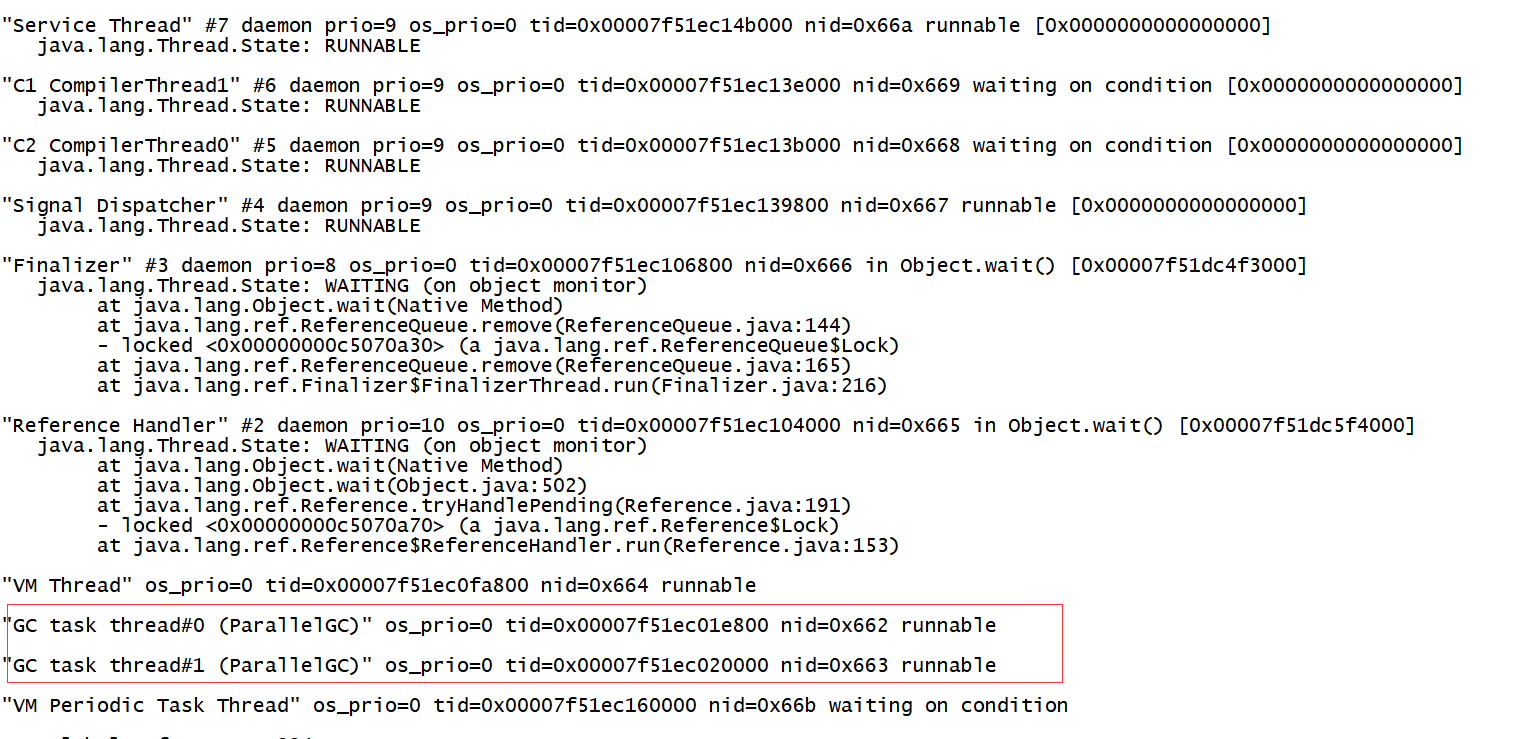 "Service Thread" #7 daemon prio=9 os_prio=0 tid=0x00007f51ec14b000 nid=0x66a runnable [0x0000000000000000]
java.lang.Thread.State: RUNNABLE
"C1 CompilerThread1" #6 daemon prio=9 os_prio=0 tid=0x00007f51ec13e000 nid=0x669 waiting on condition [0x0000000000000000]
java.lang.Thread.State: RUNNABLE
"C2 CompilerThread0" #5 daemon prio=9 os_prio=0 tid=0x00007f51ec13b000 nid=0x668 waiting on condition [0x0000000000000000]
java.lang.Thread.State: RUNNABLE
"Signal Dispatcher" #4 daemon prio=9 os_prio=0 tid=0x00007f51ec139800 nid=0x667 runnable [0x0000000000000000]
java.lang.Thread.State: RUNNABLE
"Finalizer" #3 daemon prio=8 os_prio=0 tid=0x00007f51ec106800 nid=0x666 in Object.wait() [0x00007f51dc4f3000]
java.lang.Thread.State: WAITING (on object monitor)
at java.lang.Object.wait(Native Method)
at java.lang.ref.ReferenceQueue.remove(ReferenceQueue.java:144)
- locked <0x00000000c5070a30> (a java.lang.ref.ReferenceQueue$Lock)
at java.lang.ref.ReferenceQueue.remove(ReferenceQueue.java:165)
at java.lang.ref.Finalizer$FinalizerThread.run(Finalizer.java:216)
"Reference Handler" #2 daemon prio=10 os_prio=0 tid=0x00007f51ec104000 nid=0x665 in Object.wait() [0x00007f51dc5f4000]
java.lang.Thread.State: WAITING (on object monitor)
at java.lang.Object.wait(Native Method)
at java.lang.Object.wait(Object.java:502)
at java.lang.ref.Reference.tryHandlePending(Reference.java:191)
- locked <0x00000000c5070a70> (a java.lang.ref.Reference$Lock)
at java.lang.ref.Reference$ReferenceHandler.run(Reference.java:153)
"VM Thread" os_prio=0 tid=0x00007f51ec0fa800 nid=0x664 runnable
"GC task thread#0 (ParallelGC)" os_prio=0 tid=0x00007f51ec01e800 nid=0x662 runnable
"GC task thread#1 (ParallelGC)" os_prio=0 tid=0x00007f51ec020000 nid=0x663 runnable
"VM Periodic Task Thread" os_prio=0 tid=0x00007f51ec160000 nid=0x66b waiting on condition